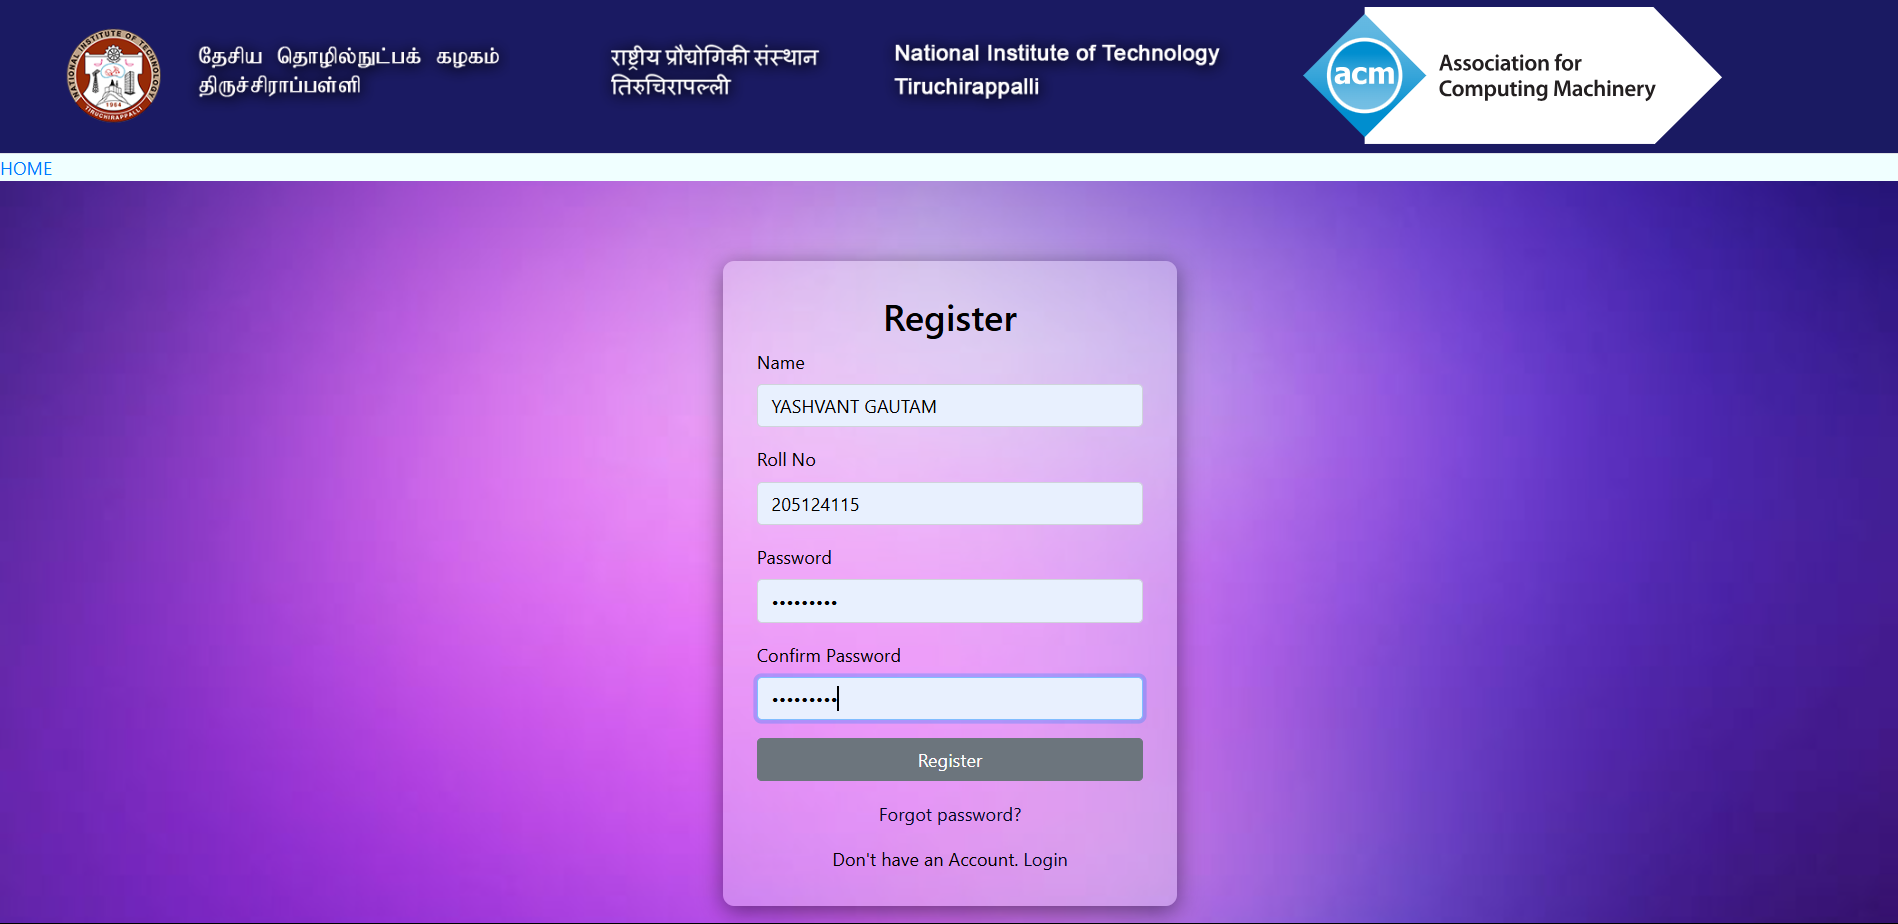 NATIONAL INSTITUTE OF TECHNOLOGY
1964
TIRUCHIRAPPALLI
தேசிய தொழில்நுட்பக் கழகம்
திருச்சிராப்பள்ளி
राष्ट्रीय प्रौद्योगिकी संस्थान
तिरुचिरापल्ली
National Institute of Technology
Tiruchirappalli
acm
Association for
Computing Machinery
HOME
Register
Name
YASHVANT GAUTAM
Roll No
205124115
Password
•••••••••
Confirm Password
•••••••••
Register
Forgot password?
Don't have an Account. Login